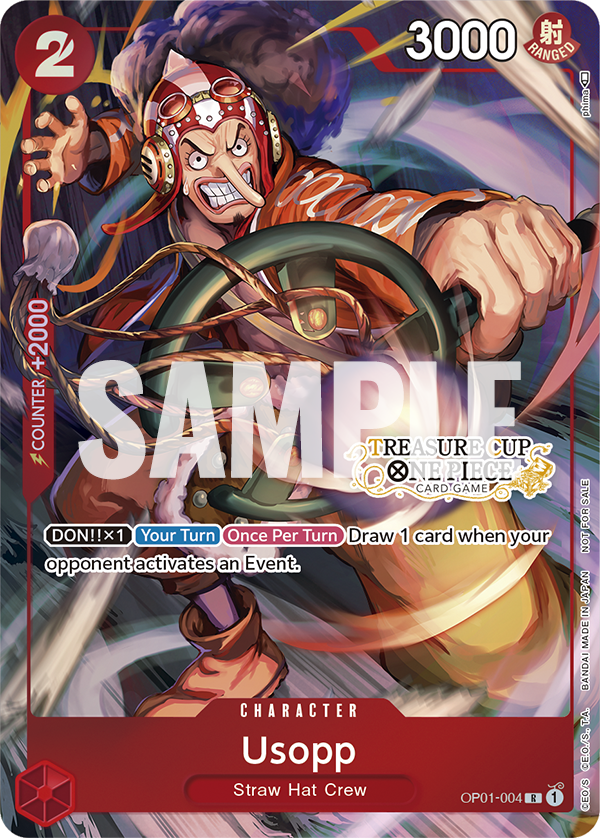 2
3000
射
RANGED
phima
COUNTER +2000
SAMPLE
TREASURE CUP
ONE PIECE
CARD GAME
DON!!×1 Your Turn Once Per Turn Draw 1 card when your
opponent activates an Event.
CHARACTER
Usopp
Straw Hat Crew
OP01-004 R 1
©EO/S ©E.O./S., T.A. BANDAI MADE IN JAPAN NOT FOR SALE